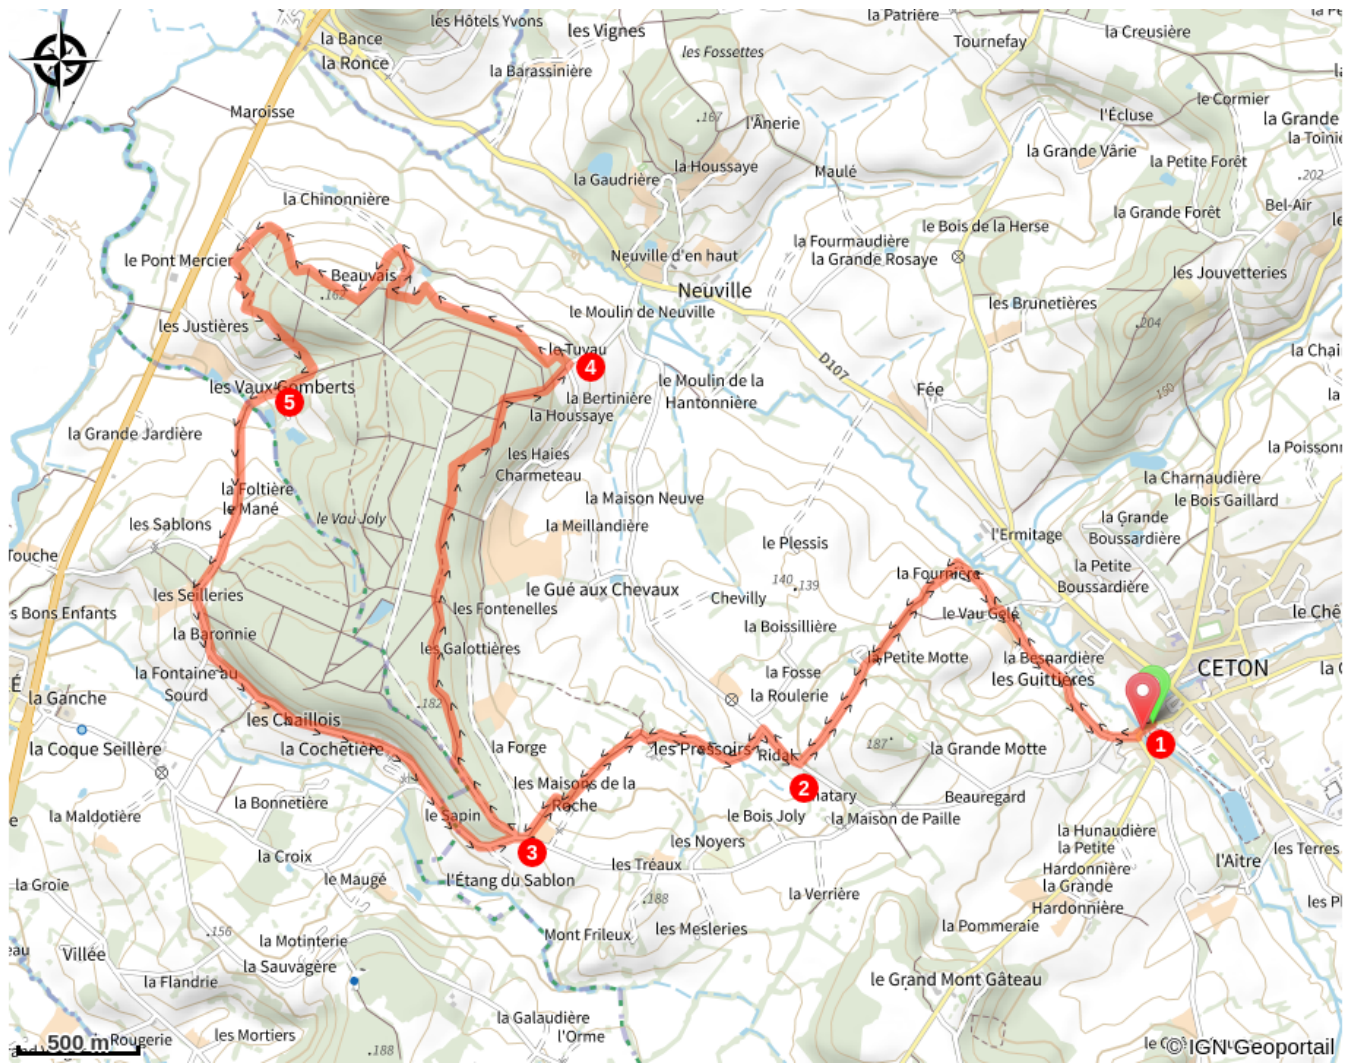 les Hôtels Yvons
la Patrière
la Bance
les Vignes
la Creusière
Tournefay
les Fossettes
la Ronce
la Barassinière
le Cormier
Maroisse
.167
l'Écluse
la Grande
l'Ânerie
la Toinie
la Grande Vârie
la Houssaye
la Petite Forêt
Maulé
la Gaudrière
.202
la Chinonnière
Bel-Air
la Grande Forêt
le Bois de la Herse
la Fourmaudière
Neuville d'en haut
la Grande Rosaye
le Pont Mercier
Beauvais
les Jouvetteries
Neuville
.162
les Brunetières
le Moulin de Neuville
.204
les Justières
le Tuyau
la Chai
D107
4
les Vaux Gomberts
le Moulin de la
Hantonnière
Fée
150
la
5
la Bertinière
la Houssaye
la Grande Jardière
la Poissonn
les Haies
Charmeteau
la Charnaudière
la Foltière
la Maison Neuve
le Bois Gaillard
le Mané
la Grande
Boussardière
les Sablons
le Vau Joly
la Meillandière
l'Ermitage
le Plessis
Touche
la Petite
Boussardière
la Fournière
140
.139
les Seilleries
le Gué aux Chevaux
Chevilly
s Bons Enfants
les Fontenelles
le Vau Gelé
le Chê
la Boissillière
la Baronnie
les Galottières
la Petite Motte
la Besnardière
CETON
la Fontaine au
Sourd
la Fosse
les Guittières
É
la Ganche
la Roulerie
.182
les Chaillois
1
la Coque Seillère
la Cochetière
la Forge
les Pressoirs
Ridak
187
la Grande Motte
les Maisons de la
Roche
2
la Bonnetière
Beauregard
la Maldotière
le Sapin
le Bois Joly
la Maison de Paille
la Hunaudière
les Noyers
la Petite
Hardonnière
la Croix
3
les Tréaux
l'Aître
les Terres
la Groie
le Maugé
l'Étang du Sablon
la Grande
Hardonnière
la Verrière
.188
les Pl
la Pommeraie
.156
les Mesleries
la Motinterie
Mont Frileux
eau
Villée
la Sauvagère
la Flandrie
le Grand Mont Gâteau
la Galaudière
l'Orme
les Mortiers
Rougerie
.188
500 m
© IGN Geoportail